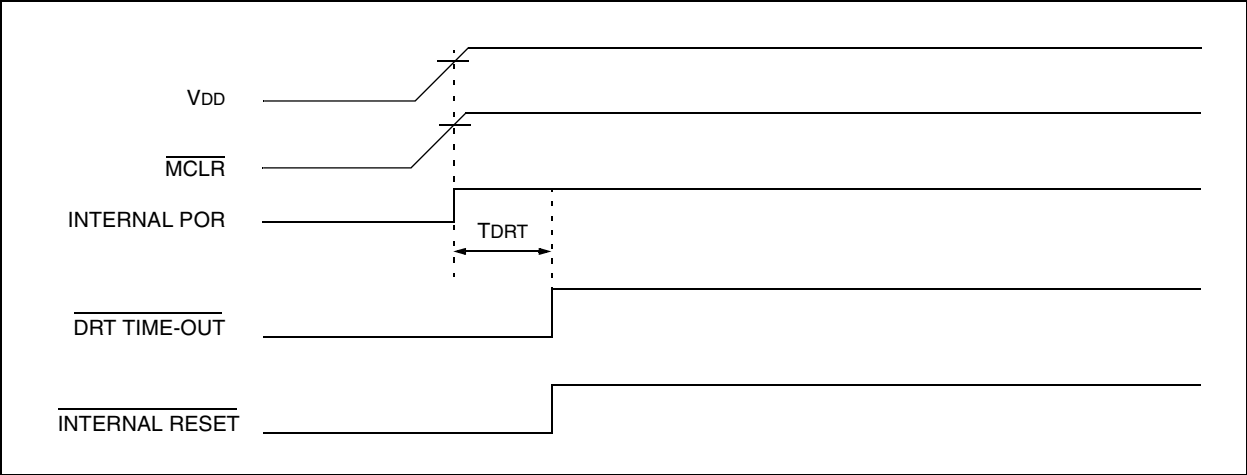 VDD
MCLR
INTERNAL POR
TDRT
DRT TIME-OUT
INTERNAL RESET